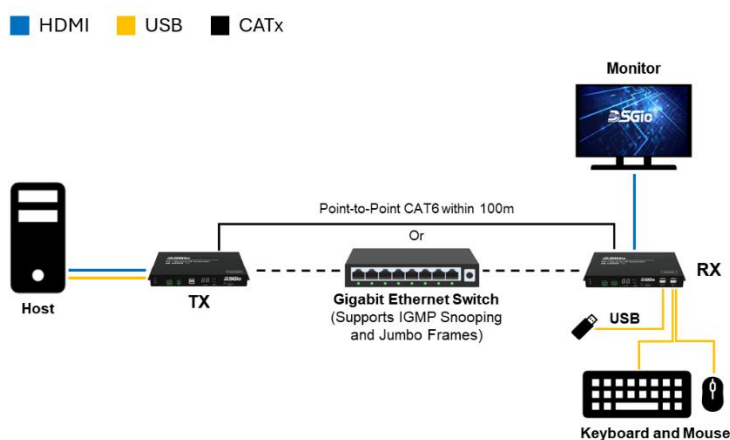 HDMI USB CATx
Monitor
DSGio
Point-to-Point CAT6 within 100m
Or
Host
TX
Gigabit Ethernet Switch
(Supports IGMP Snooping
and Jumbo Frames)
RX
USB
Keyboard and Mouse